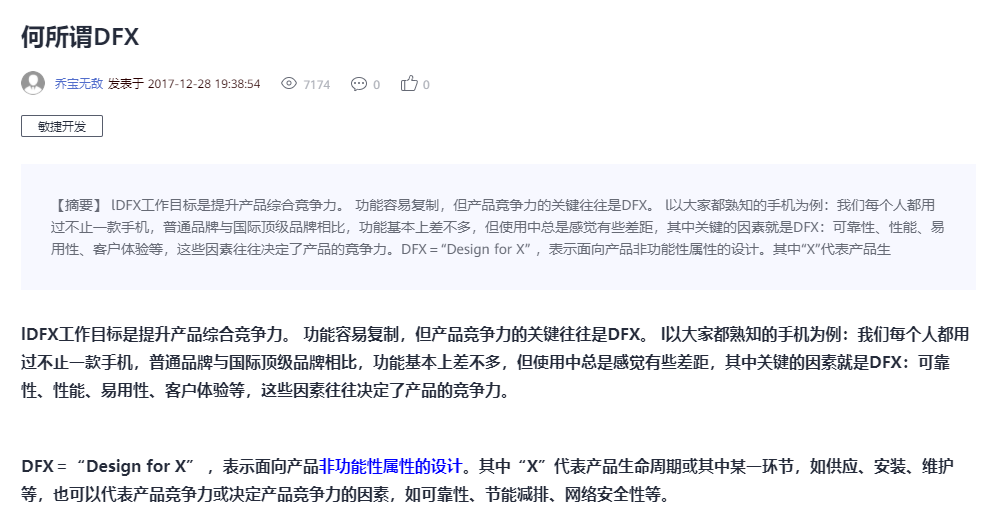 何所谓DFX
乔宝无敌 发表于 2017-12-28 19:38:54 7174 0 0
敏捷开发
【摘要】 lDFX工作目标是提升产品综合竞争力。 功能容易复制，但产品竞争力的关键往往是DFX。 l以大家都熟知的手机为例：我们每个人都用
过不止一款手机，普通品牌与国际顶级品牌相比，功能基本上差不多，但使用中总是感觉有些差距，其中关键的因素就是DFX：可靠性、性能、易
用性、客户体验等，这些因素往往决定了产品的竞争力。DFX＝“Design for X” ，表示面向产品非功能性属性的设计。其中“X”代表产品生
lDFX工作目标是提升产品综合竞争力。 功能容易复制，但产品竞争力的关键往往是DFX。 l以大家都熟知的手机为例：我们每个人都用
过不止一款手机，普通品牌与国际顶级品牌相比，功能基本上差不多，但使用中总是感觉有些差距，其中关键的因素就是DFX：可靠
性、性能、易用性、客户体验等，这些因素往往决定了产品的竞争力。
DFX＝“Design for X” ，表示面向产品非功能性属性的设计。其中“X”代表产品生命周期或其中某一环节，如供应、安装、维护
等，也可以代表产品竞争力或决定产品竞争力的因素，如可靠性、节能减排、网络安全性等。